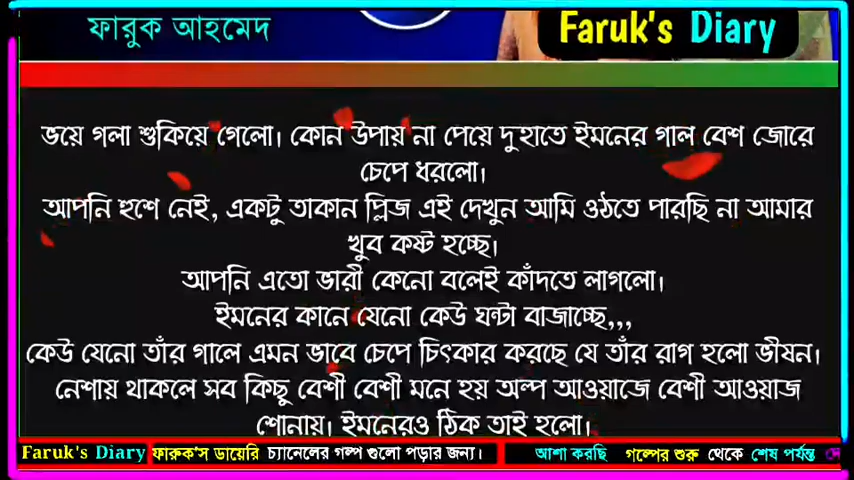 ফারুক আহমেদ
Faruk's Diary
ভয়ে গলা শুকিয়ে গেলো। কোন উপায় না পেয়ে দুহাতে ইমনের গাল বেশ জোরে
চেপে ধরলো।
আপনি হুশে নেই, একটু তাকান প্লিজ এই দেখুন আমি ওঠতে পারছি না আমার
খুব কষ্ট হচ্ছে।
আপনি এতো ভারী কেনো বলেই কাঁদতে লাগলো।
ইমনের কানে যেনো কেউ ঘন্টা বাজাচ্ছে,,,
কেউ যেনো তাঁর গালে এমন ভাবে চেপে চিৎকার করছে যে তাঁর রাগ হলো ভীষন।
নেশায় থাকলে সব কিছু বেশী বেশী মনে হয় অল্প আওয়াজে বেশী আওয়াজ
শোনায়। ইমনেরও ঠিক তাই হলো।
Faruk's Diary ফারুক'স ডায়েরি চ্যানেলের গল্প গুলো পড়ার জন্য। আশা করছি গল্পের শুরু থেকে শেষ পর্যন্ত